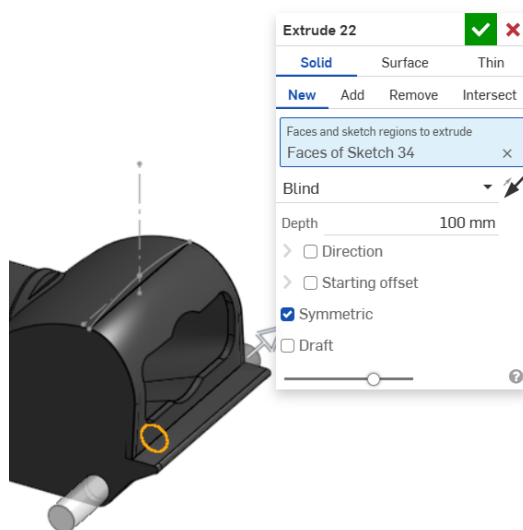 Extrude 22
Solid Surface Thin
New Add Remove Intersect
Faces and sketch regions to extrude
Faces of Sketch 34
Blind
Depth 100 mm
Direction
Starting offset
Symmetric
Draft